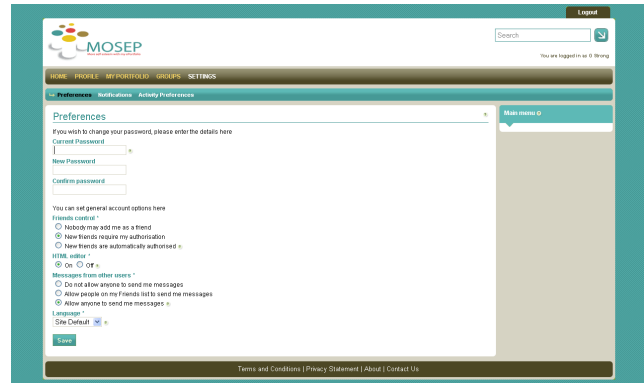 Logout
MOSEP
Search
You are logged in as G Strong
HOME PROFILE MY PORTFOLIO GROUPS SETTINGS
Preferences Notifications Activity Preferences
Preferences
Main menu
If you wish to change your password, please enter the details here
Current Password
New Password
Confirm password
You can set general account options here
Friends control *
Nobody may add me as a friend
New friends require my authorisation
New friends are automatically authorised
HTML editor *
On Off
Messages from other users *
Do not allow anyone to send me messages
Allow people on my Friends list to send me messages
Allow anyone to send me messages
Language *
Site Default
Save
Terms and Conditions | Privacy Statement | About | Contact Us